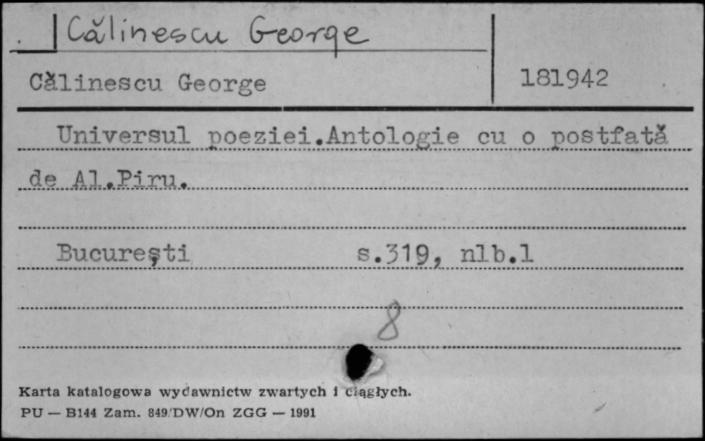 Călinescu George
Călinescu George 181942
Universul poeziei.Antologie cu o postfată
de Al.Piru.
București s.319, nlb.1
8
Karta katalogowa wydawnictw zwartych i ciągłych.
PU — B144 Zam. 849/DW/On ZGG — 1991